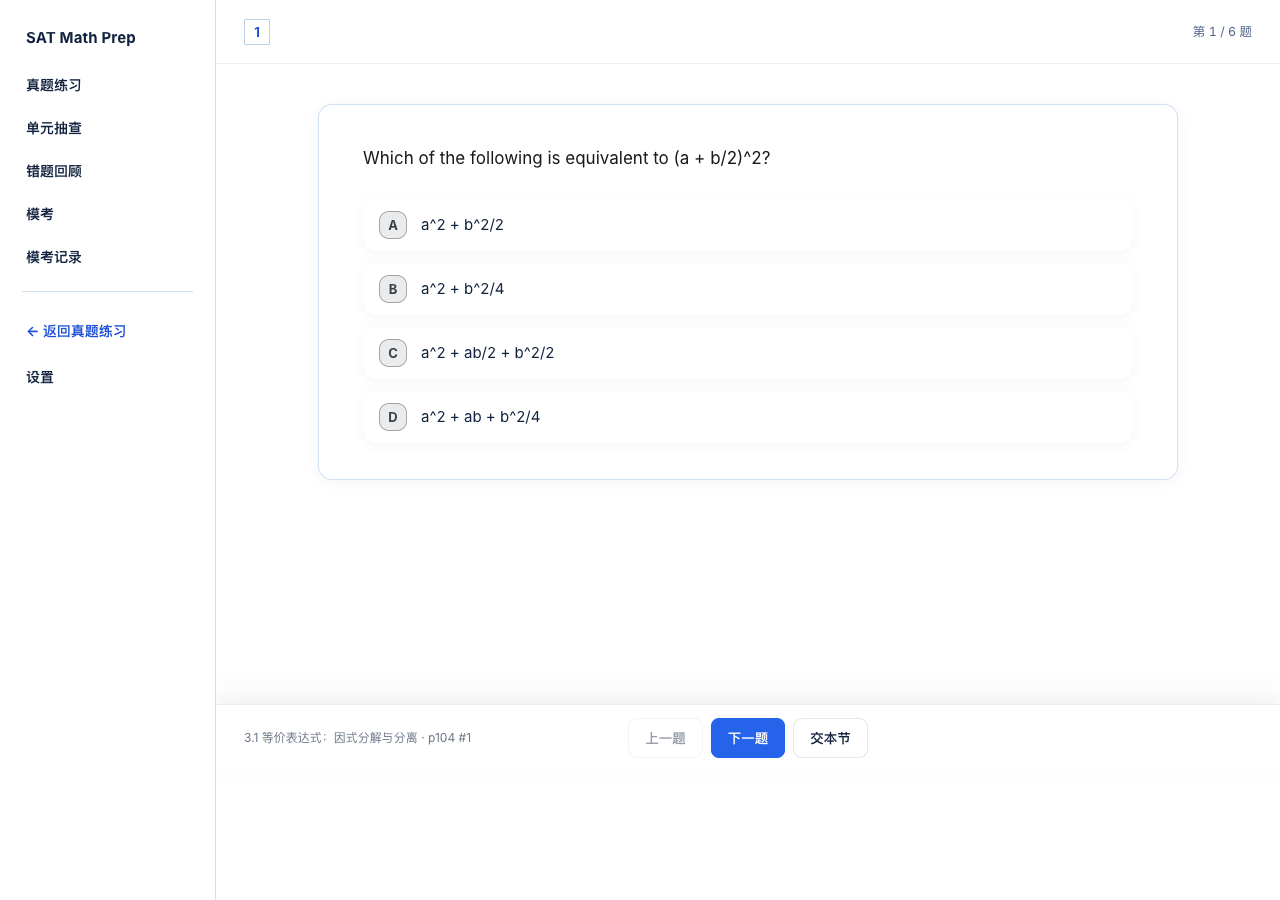 SAT Math Prep
真题练习
单元抽查
错题回顾
模考
模考记录
← 返回真题练习
设置
1
第 1 / 6 题
Which of the following is equivalent to (a + b/2)^2?
A a^2 + b^2/2
B a^2 + b^2/4
C a^2 + ab/2 + b^2/2
D a^2 + ab + b^2/4
3.1 等价表达式：因式分解与分离 · p104 #1
上一题 下一题 交本节